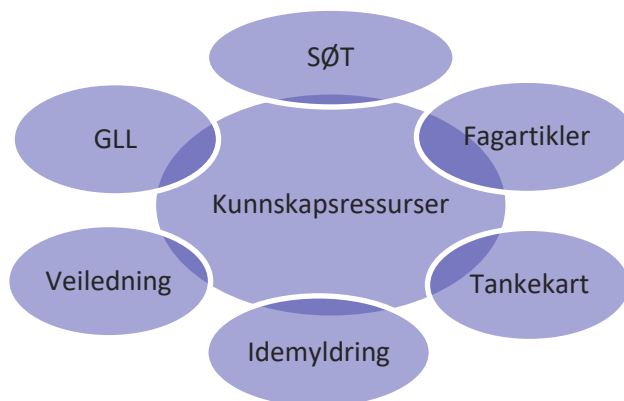 SØT
GLL
Fagartikler
Kunnskapsressurser
Veiledning
Tankekart
Idemyldring